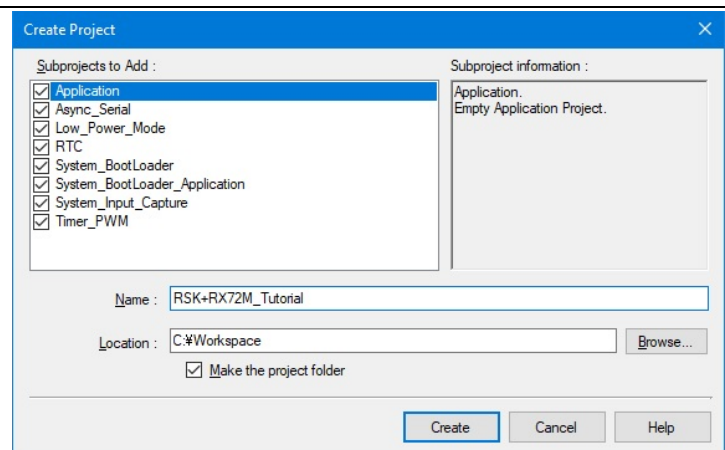 Create Project
Subprojects to Add :
Application
Async_Serial
Low_Power_Mode
RTC
System_BootLoader
System_BootLoader_Application
System_Input_Capture
Timer_PWM
Subproject information :
Application.
Empty Application Project.
Name : RSK+RX72M_Tutorial
Location : C:¥Workspace Browse...
Make the project folder
Create Cancel Help